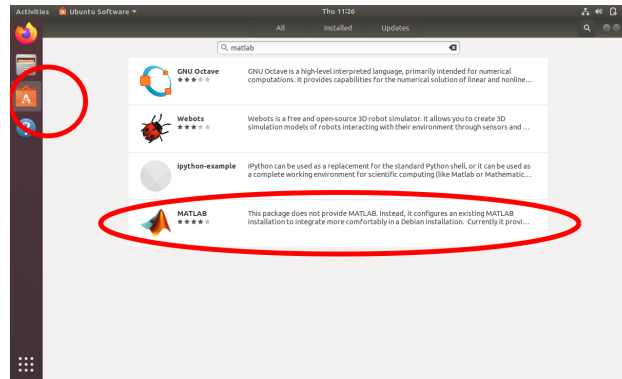 Activities Ubuntu Software Thu 11:26
All Installed Updates
matlab
GNU Octave
GNU Octave is a high-level interpreted language, primarily intended for numerical
computations. It provides capabilities for the numerical solution of linear and nonline...
Webots
Webots is a free and open-source 3D robot simulator. It allows you to create 3D
simulation models of robots interacting with their environment through sensors and ...
ipython-example
IPython can be used as a replacement for the standard Python shell, or it can be used as
a complete working environment for scientific computing (like Matlab or Mathematic...
MATLAB
This package does not provide MATLAB. Instead, it configures an existing MATLAB
installation to integrate more comfortably in a Debian installation. Currently it provi...